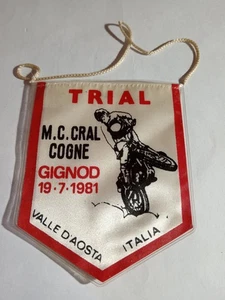 TRIAL
M.C. CRAL
COGNE
GIGNOD
19·7·1981
VALLE D'AOSTA
ITALIA